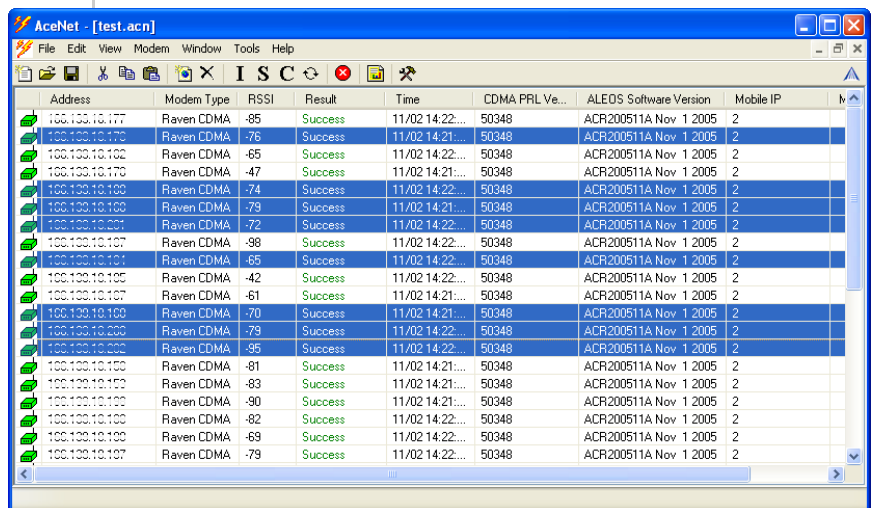 AceNet - [test.acn]
File Edit View Modem Window Tools Help
I S C
Address Modem Type RSSI Result Time CDMA PRL Ve... ALEOS Software Version Mobile IP
Raven CDMA -85 Success 11/02 14:22:... 50348 ACR200511A Nov 1 2005 2
Raven CDMA -76 Success 11/02 14:21:... 50348 ACR200511A Nov 1 2005 2
Raven CDMA -65 Success 11/02 14:22:... 50348 ACR200511A Nov 1 2005 2
Raven CDMA -47 Success 11/02 14:21:... 50348 ACR200511A Nov 1 2005 2
Raven CDMA -74 Success 11/02 14:22:... 50348 ACR200511A Nov 1 2005 2
Raven CDMA -79 Success 11/02 14:21:... 50348 ACR200511A Nov 1 2005 2
Raven CDMA -72 Success 11/02 14:22:... 50348 ACR200511A Nov 1 2005 2
Raven CDMA -98 Success 11/02 14:22:... 50348 ACR200511A Nov 1 2005 2
Raven CDMA -65 Success 11/02 14:21:... 50348 ACR200511A Nov 1 2005 2
Raven CDMA -42 Success 11/02 14:22:... 50348 ACR200511A Nov 1 2005 2
Raven CDMA -61 Success 11/02 14:21:... 50348 ACR200511A Nov 1 2005 2
Raven CDMA -70 Success 11/02 14:21:... 50348 ACR200511A Nov 1 2005 2
Raven CDMA -79 Success 11/02 14:22:... 50348 ACR200511A Nov 1 2005 2
Raven CDMA -95 Success 11/02 14:22:... 50348 ACR200511A Nov 1 2005 2
Raven CDMA -81 Success 11/02 14:21:... 50348 ACR200511A Nov 1 2005 2
Raven CDMA -83 Success 11/02 14:21:... 50348 ACR200511A Nov 1 2005 2
Raven CDMA -90 Success 11/02 14:21:... 50348 ACR200511A Nov 1 2005 2
Raven CDMA -82 Success 11/02 14:22:... 50348 ACR200511A Nov 1 2005 2
Raven CDMA -69 Success 11/02 14:22:... 50348 ACR200511A Nov 1 2005 2
Raven CDMA -79 Success 11/02 14:22:... 50348 ACR200511A Nov 1 2005 2